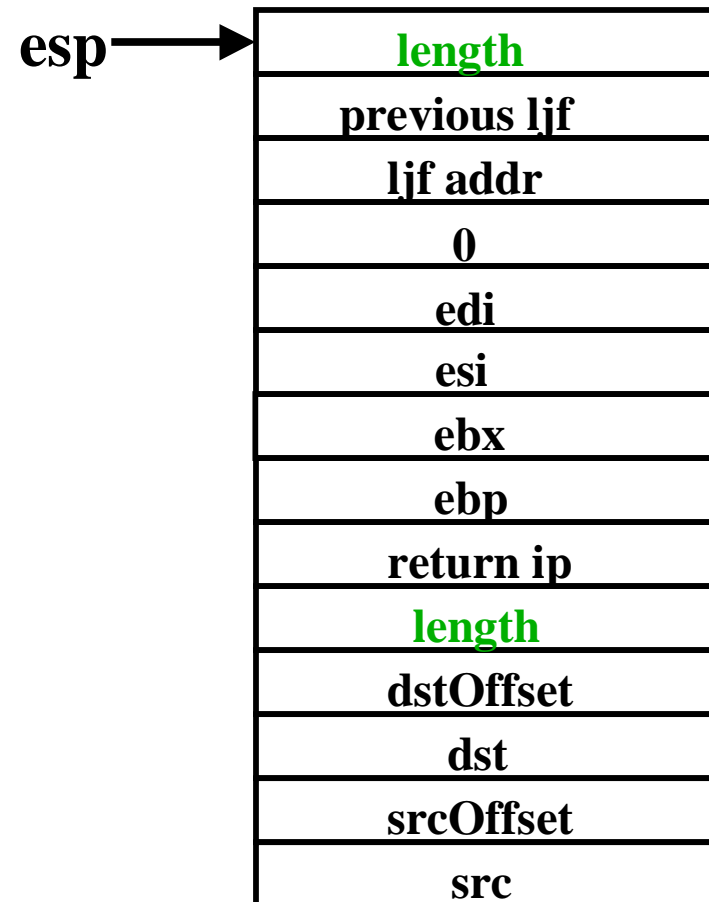 esp
length
previous ljf
ljf addr
0
edi
esi
ebx
ebp
return ip
length
dstOffset
dst
srcOffset
src